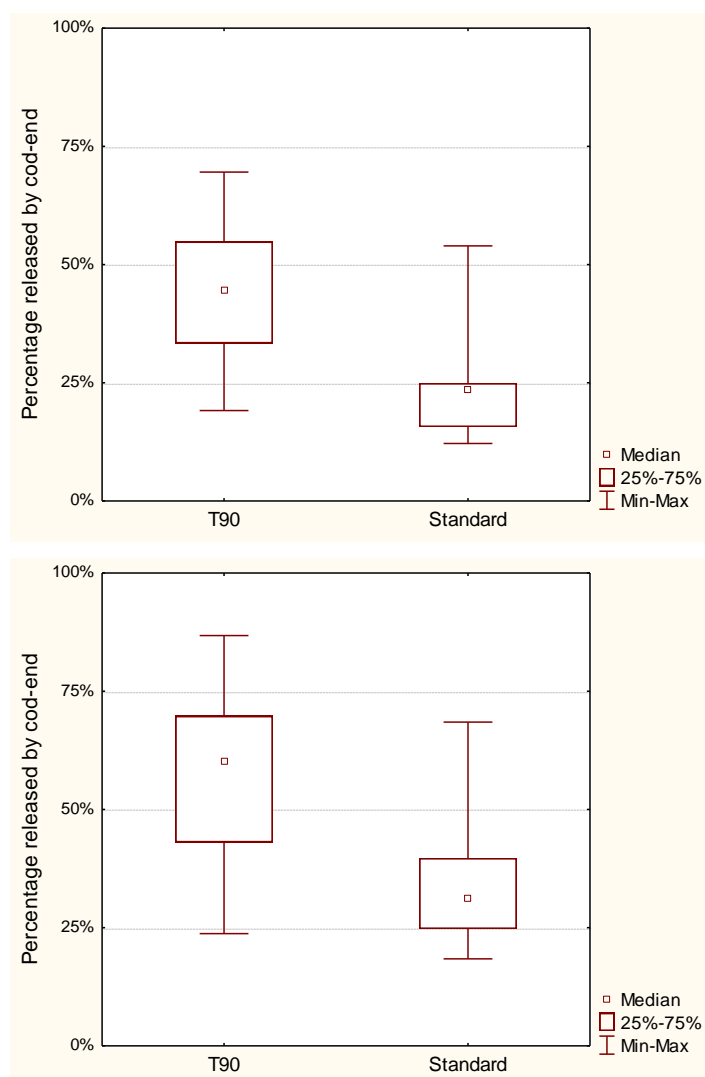 100%
75%
50%
25%
0%
Percentage released by cod-end
T90
Standard
Median
25%-75%
Min-Max
100%
75%
50%
25%
0%
Percentage released by cod-end
T90
Standard
Median
25%-75%
Min-Max